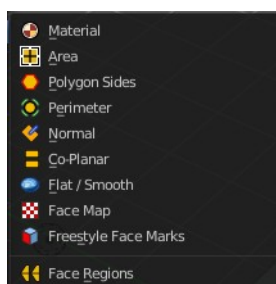 Material
Area
Polygon Sides
Perimeter
Normal
Co-Planar
Flat / Smooth
Face Map
Freestyle Face Marks
Face Regions